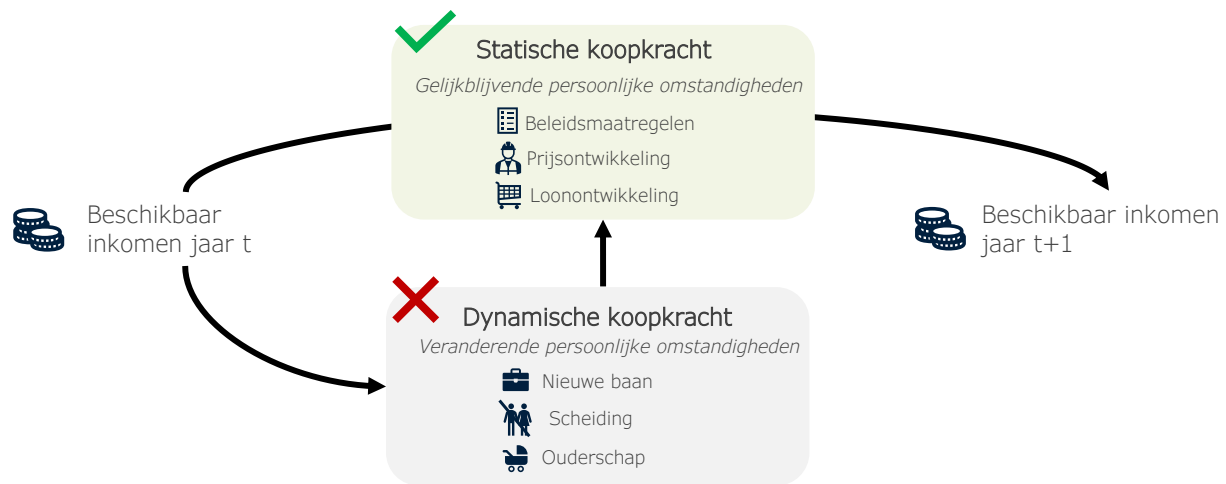 Statische koopkracht
Gelijkblijvende persoonlijke omstandigheden
Beleidsmaatregelen
Prijsontwikkeling
Loonontwikkeling
Beschikbaar
inkomen jaar t
Beschikbaar inkomen
jaar t+1
Dynamische koopkracht
Veranderende persoonlijke omstandigheden
Nieuwe baan
Scheiding
Ouderschap